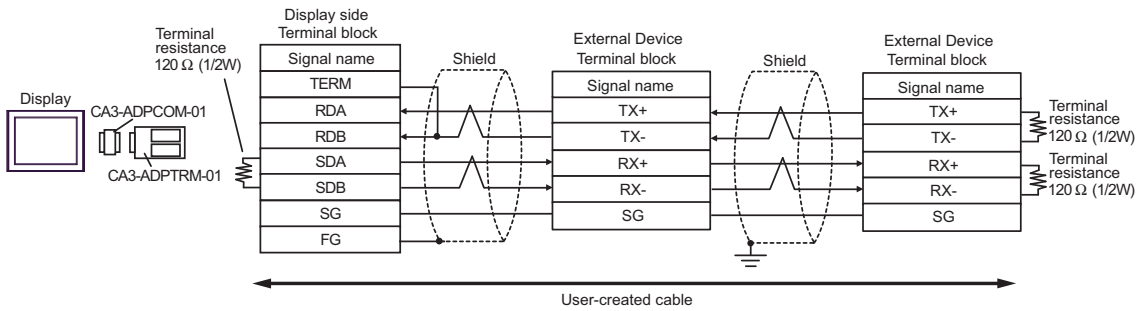 Display
CA3-ADPCOM-01
CA3-ADPTRM-01
Terminal
resistance
120 Ω (1/2W)
Display side
Terminal block
Signal name
TERM
RDA
RDB
SDA
SDB
SG
FG
Shield
External Device
Terminal block
Signal name
TX+
TX-
RX+
RX-
SG
Shield
External Device
Terminal block
Signal name
TX+
TX-
RX+
RX-
SG
Terminal
resistance
120 Ω (1/2W)
Terminal
resistance
120 Ω (1/2W)
User-created cable